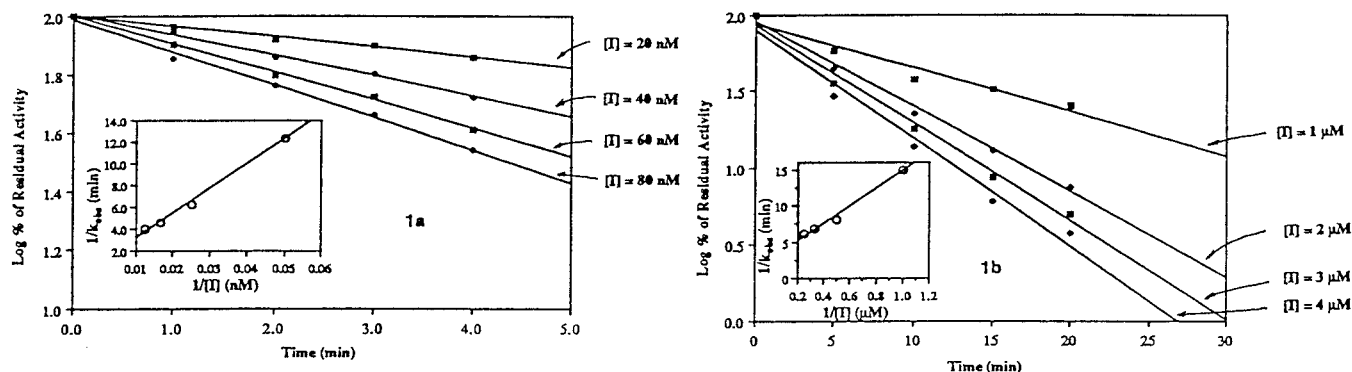 Log % of Residual Activity
2.0
1.8
1.6
1.4
1.2
1.0
0.0
1.0
2.0
3.0
4.0
5.0
Time (min)
[I] = 20 nM
[I] = 40 nM
[I] = 60 nM
[I] = 80 nM
1a
1/kobs (min)
14.0
12.0
10.0
8.0
6.0
4.0
2.0
0.01
0.02
0.03
0.04
0.05
0.06
1/[I] (nM)
Log % of Residual Activity
2.0
1.5
1.0
0.5
0.0
0
5
10
15
20
25
30
Time (min)
[I] = 1 µM
[I] = 2 µM
[I] = 3 µM
[I] = 4 µM
1b
1/kobs (min)
15
10
5
0
0.2
0.4
0.6
0.8
1.0
1.2
1/[I] (µM)